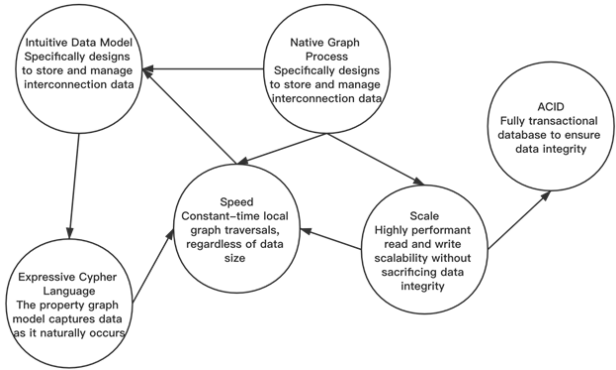 Intuitive Data Model
Specifically designs
to store and manage
interconnection data
Native Graph
Process
Specifically designs
to store and manage
interconnection data
ACID
Fully transactional
database to ensure
data integrity
Speed
Constant-time local
graph traversals,
regardless of data
size
Scale
Highly performant
read and write
scalability without
sacrificing data
integrity
Expressive Cypher
Language
The property graph
model captures data
as it naturally occurs